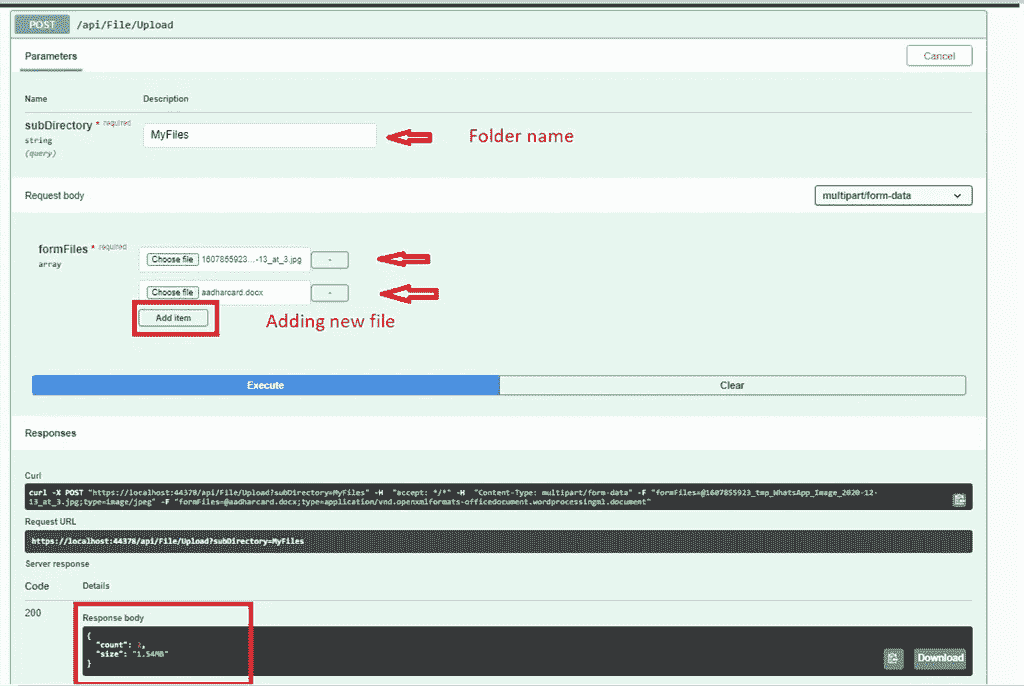 POST /api/File/Upload
Parameters
Cancel
Name Description
subDirectory * required
string
(query)
MyFiles
Folder name
Request body
multipart/form-data
formFiles * required
array
Choose file 1607855923...-13_at_3.jpg -
Choose file aadharcard.docx -
Add item
Adding new file
Execute Clear
Responses
Curl
curl -X POST "https://localhost:44378/api/File/Upload?subDirectory=MyFiles" -H "accept: */*" -H "Content-Type: multipart/form-data" -F "formFiles=@1607855923_tmp_WhatsApp_Image_2020-12-
13_at_3.jpg;type=image/jpeg" -F "formFiles=@aadharcard.docx;type=application/vnd.openxmlformats-officedocument.wordprocessingml.document"
Request URL
https://localhost:44378/api/File/Upload?subDirectory=MyFiles
Server response
Code Details
200
Response body
{
"count": ,
"size": "1.54MB"
}
Download